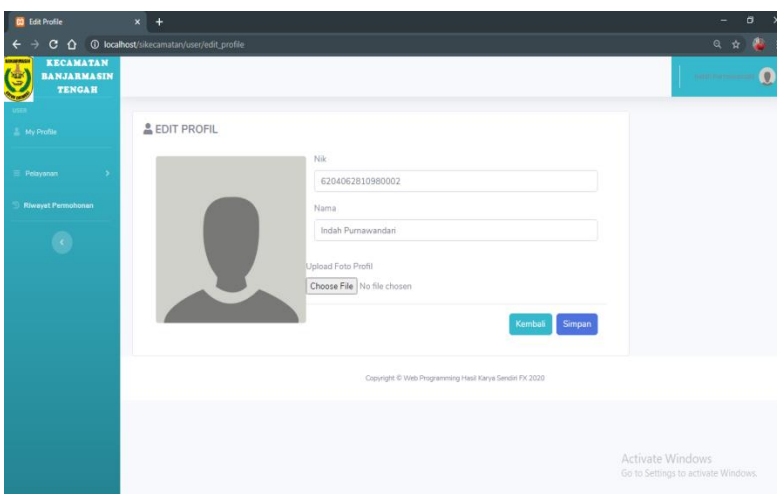 Edit Profile
localhost/sikecamatan/user/edit_profile
KECAMATAN
BANJARMASIN
TENGAH
USER
My Profile
Pelayanan
Riwayat Permohonan
EDIT PROFIL
Nik
6204062810980002
Nama
Indah Purnawandari
Upload Foto Profil
Choose File No file chosen
Kembali
Simpan
Copyright © Web Programming Hasil Karya Sendiri FX 2020
Activate Windows
Go to Settings to activate Windows.